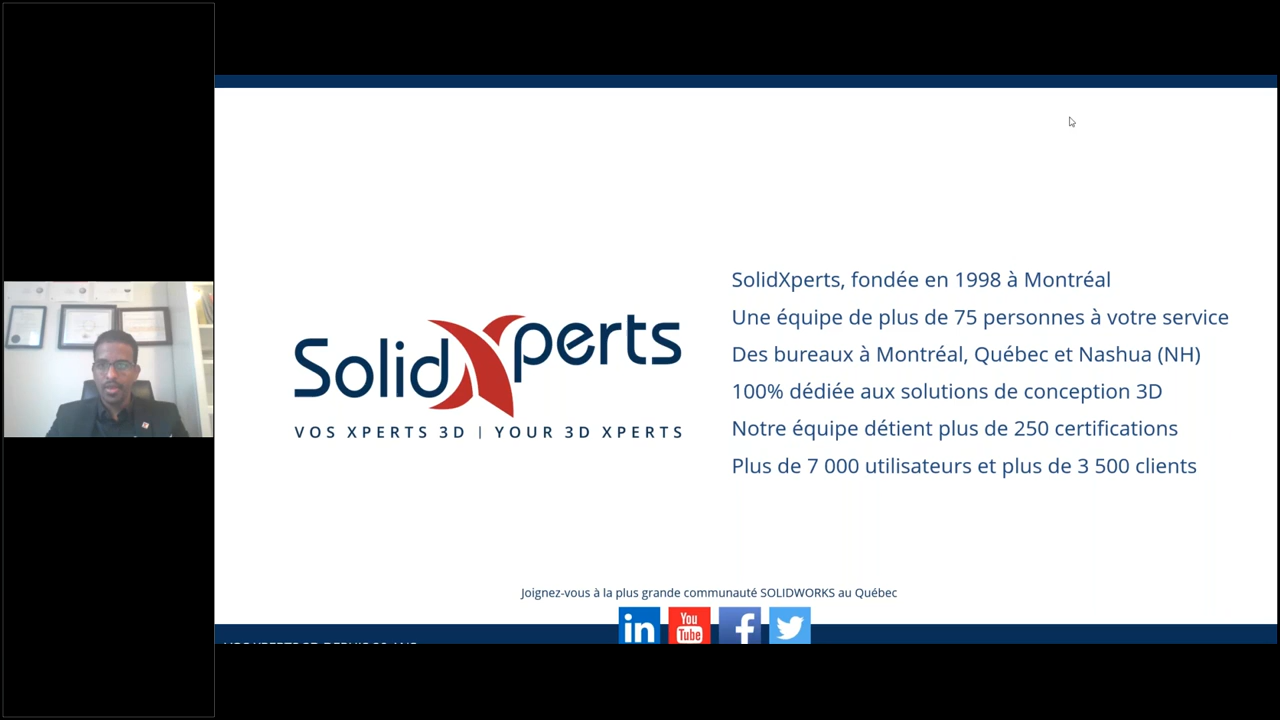 SolidXperts
VOS XPERTS 3D | YOUR 3D XPERTS
SolidXperts, fondée en 1998 à Montréal
Une équipe de plus de 75 personnes à votre service
Des bureaux à Montréal, Québec et Nashua (NH)
100% dédiée aux solutions de conception 3D
Notre équipe détient plus de 250 certifications
Plus de 7 000 utilisateurs et plus de 3 500 clients
Joignez-vous à la plus grande communauté SOLIDWORKS au Québec
in
You
Tube
f